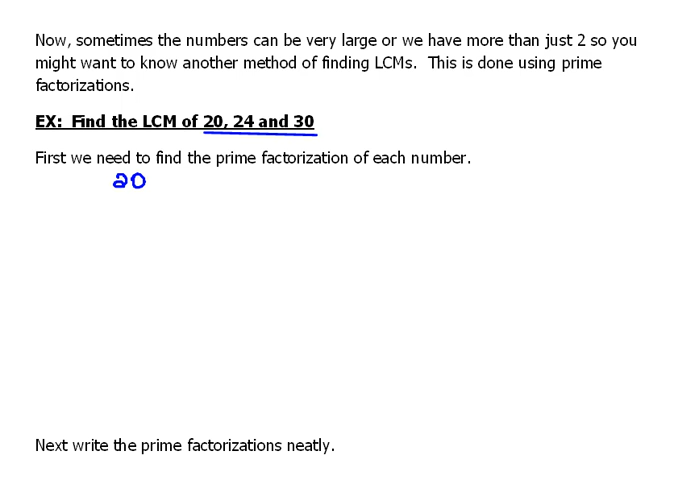 Now, sometimes the numbers can be very large or we have more than just 2 so you
might want to know another method of finding LCMs.  This is done using prime
factorizations.
EX:  Find the LCM of 20, 24 and 30
First we need to find the prime factorization of each number.
20
Next write the prime factorizations neatly.